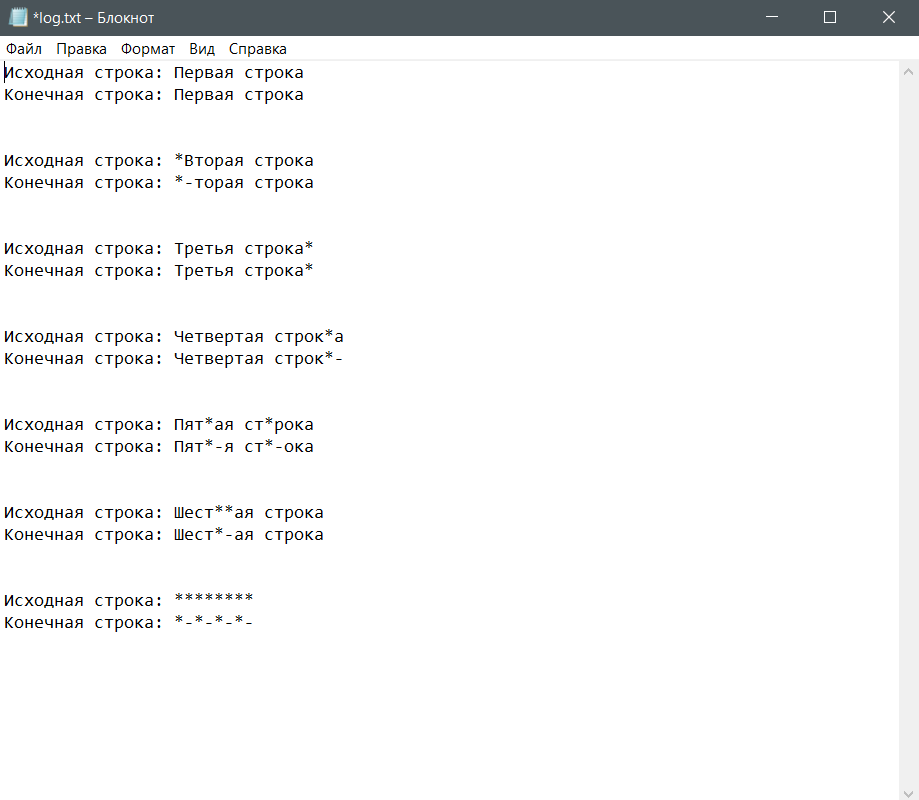 *log.txt – Блокнот
Файл Правка Формат Вид Справка
Исходная строка: Первая строка
Конечная строка: Первая строка
Исходная строка: *Вторая строка
Конечная строка: *-торая строка
Исходная строка: Третья строка*
Конечная строка: Третья строка*
Исходная строка: Четвертая строк*а
Конечная строка: Четвертая строк*-
Исходная строка: Пят*ая ст*рока
Конечная строка: Пят*-я ст*-ока
Исходная строка: Шест**ая строка
Конечная строка: Шест*-ая строка
Исходная строка: ********
Конечная строка: *-*-*-*-